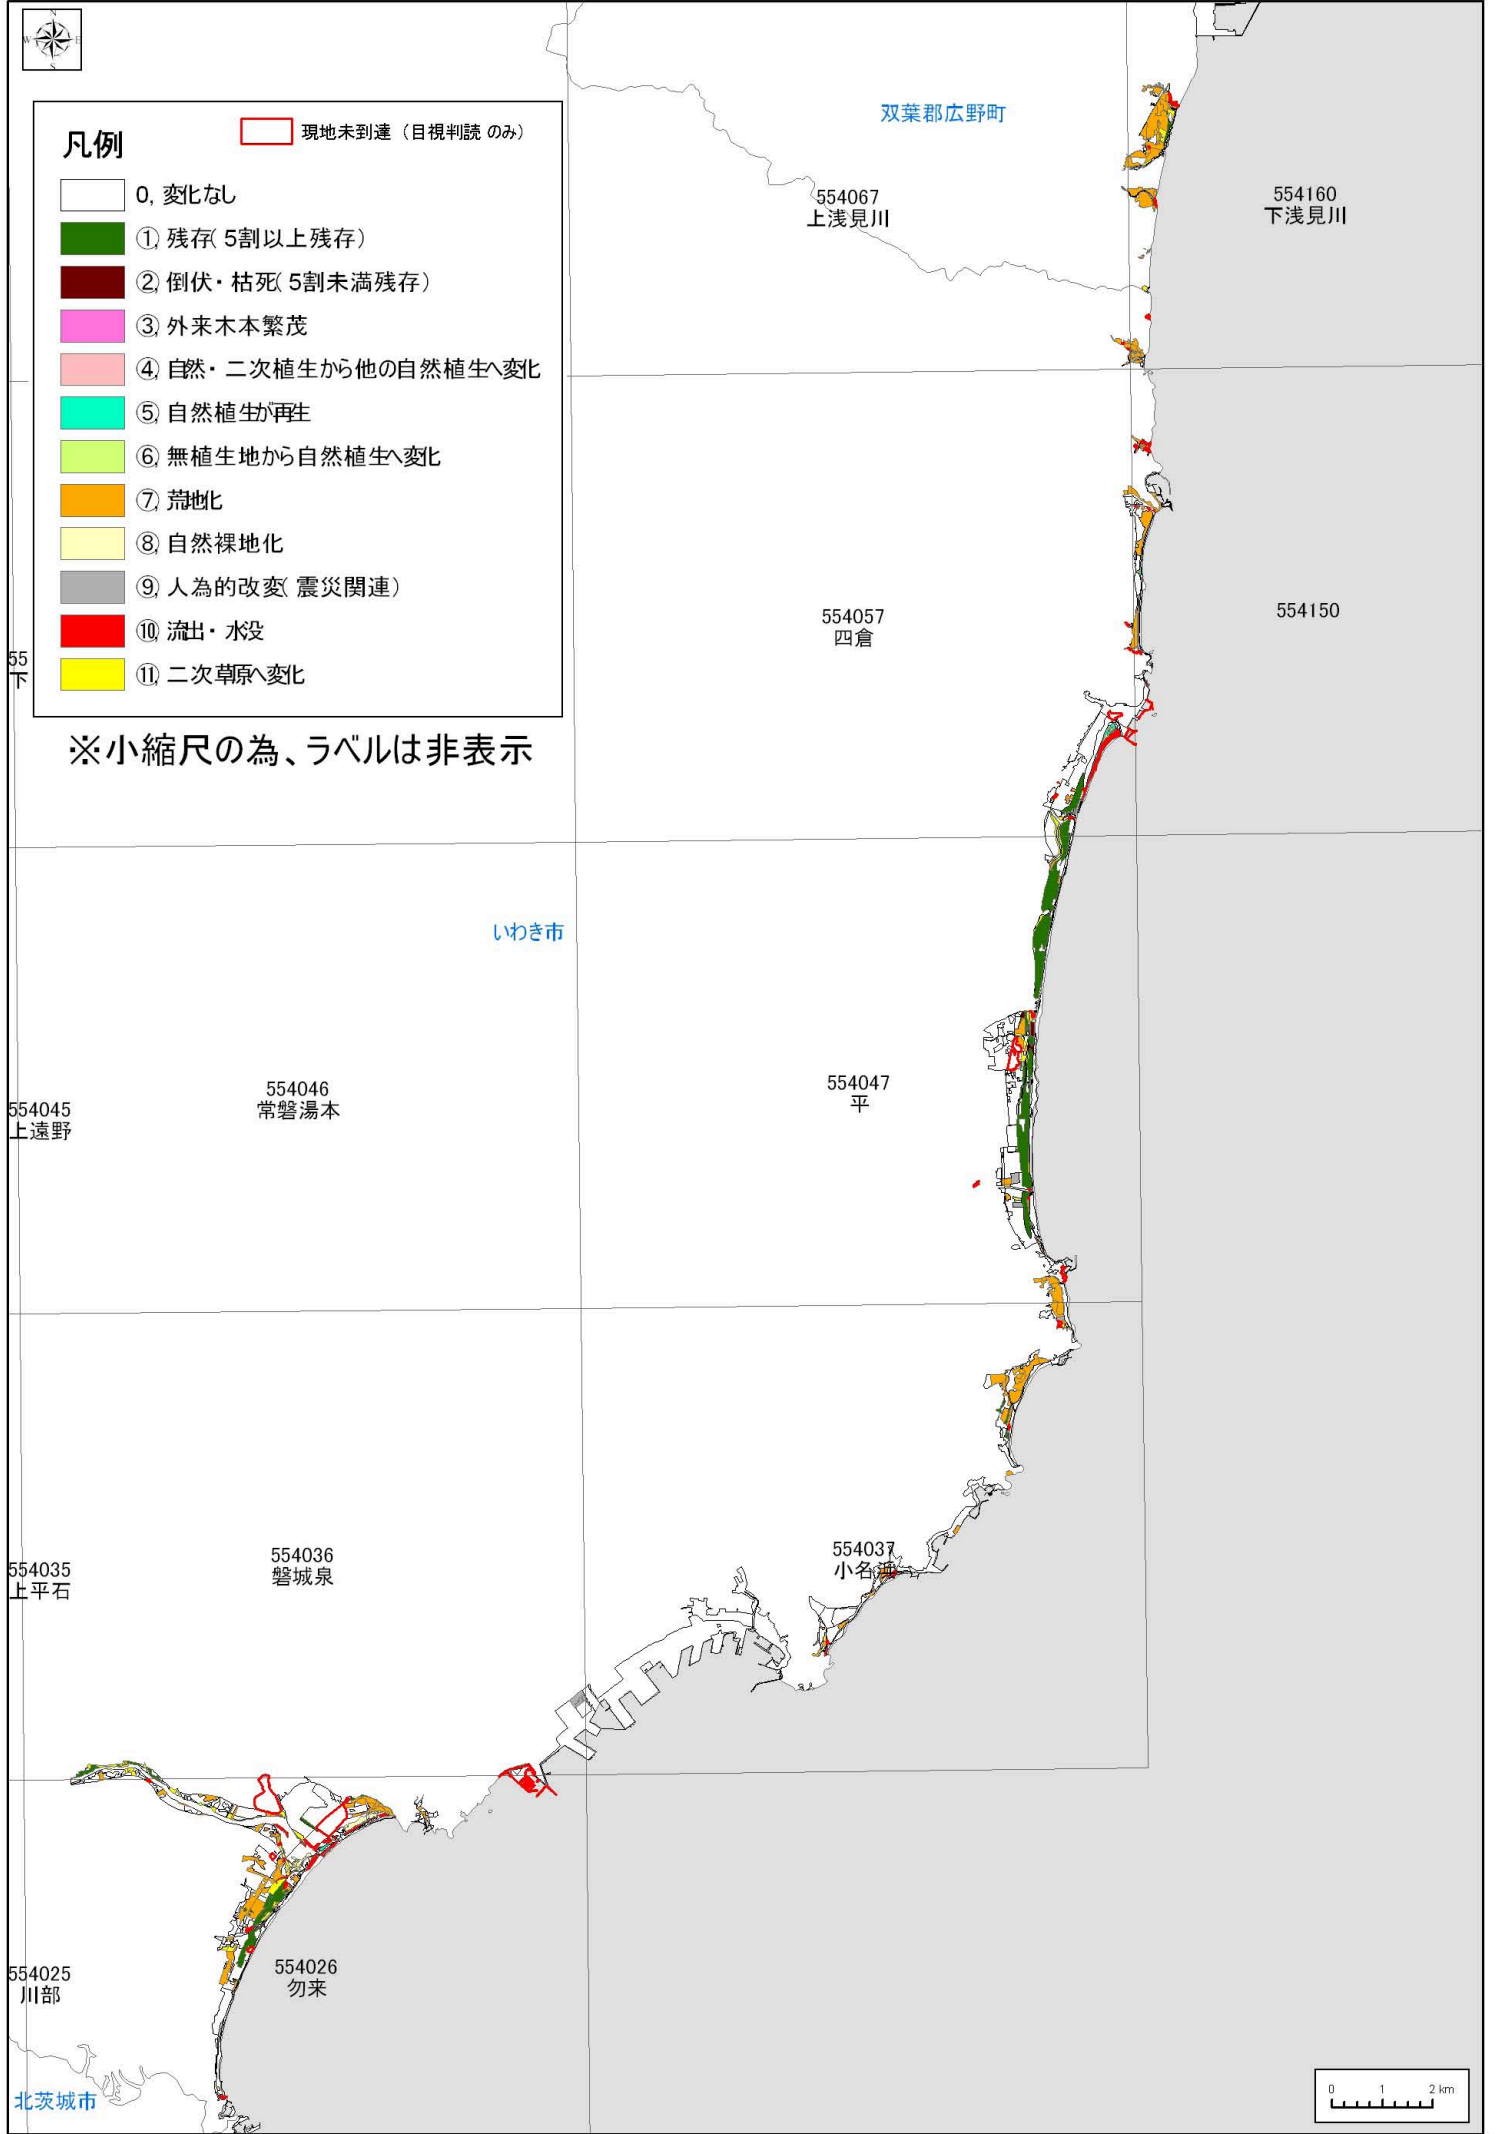 N
W E
S
凡例
現地未到達（目視判読 のみ）
0, 変化なし
①, 残存( 5割以上残存）
②, 倒伏・枯死( 5割未満残存）
③, 外来木本繁茂
④, 自然・二次植生から他の自然植生へ変化
⑤, 自然植生が再生
⑥, 無植生地から自然植生へ変化
⑦, 荒地化
⑧, 自然裸地化
⑨, 人為的改変( 震災関連）
⑩, 流出・水没
⑪, 二次草原へ変化
※小縮尺の為、ラベルは非表示
双葉郡広野町
554067
上浅見川
554160
下浅見川
55
下
554057
四倉
554150
いわき市
554045
上遠野
554046
常磐湯本
554047
平
554035
上平石
554036
磐城泉
554037
小名浜
554025
川部
554026
勿来
北茨城市
0 1 2 km